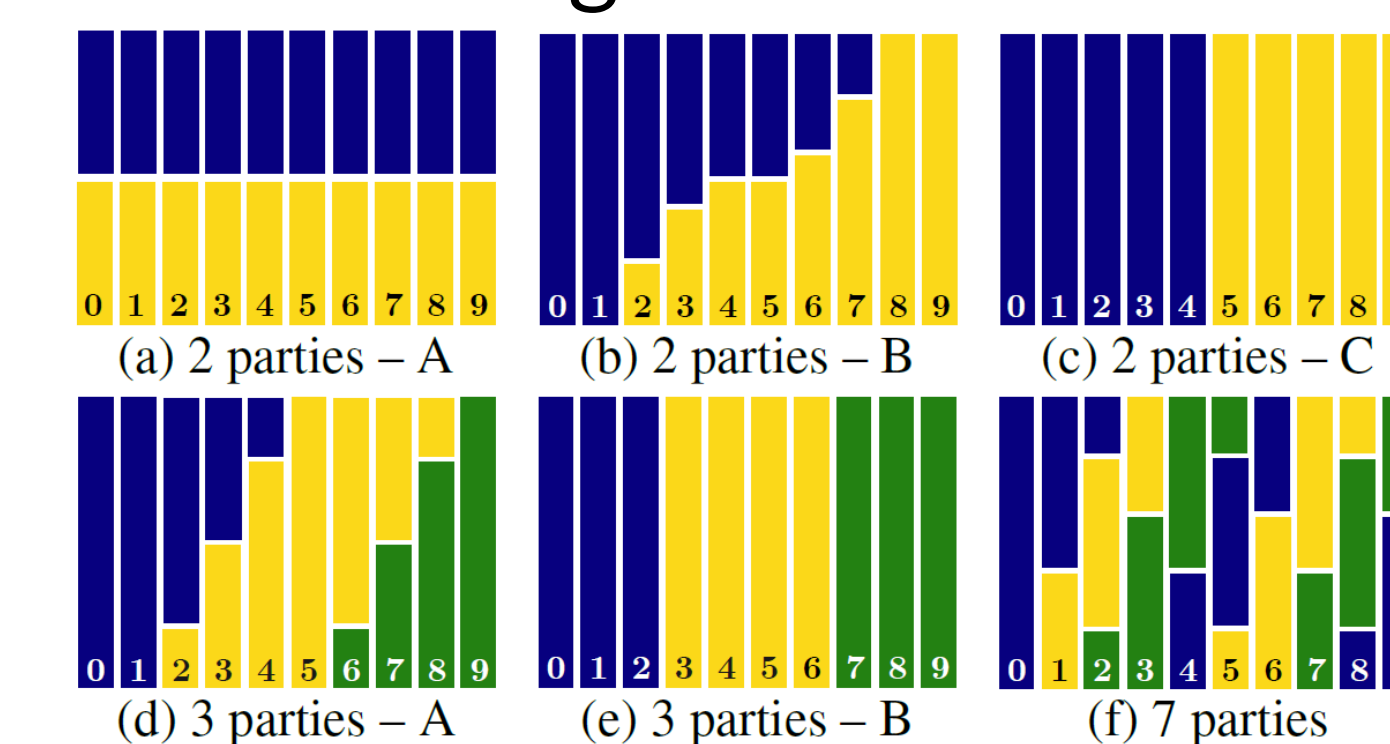 0 1 2 3 4 5 6 7 8 9
(a) 2 parties – A
0 1 2 3 4 5 6 7 8 9
(b) 2 parties – B
0 1 2 3 4 5 6 7 8
(c) 2 parties – C
0 1 2 3 4 5 6 7 8 9
(d) 3 parties – A
0 1 2 3 4 5 6 7 8 9
(e) 3 parties – B
0 1 2 3 4 5 6 7 8
(f) 7 parties